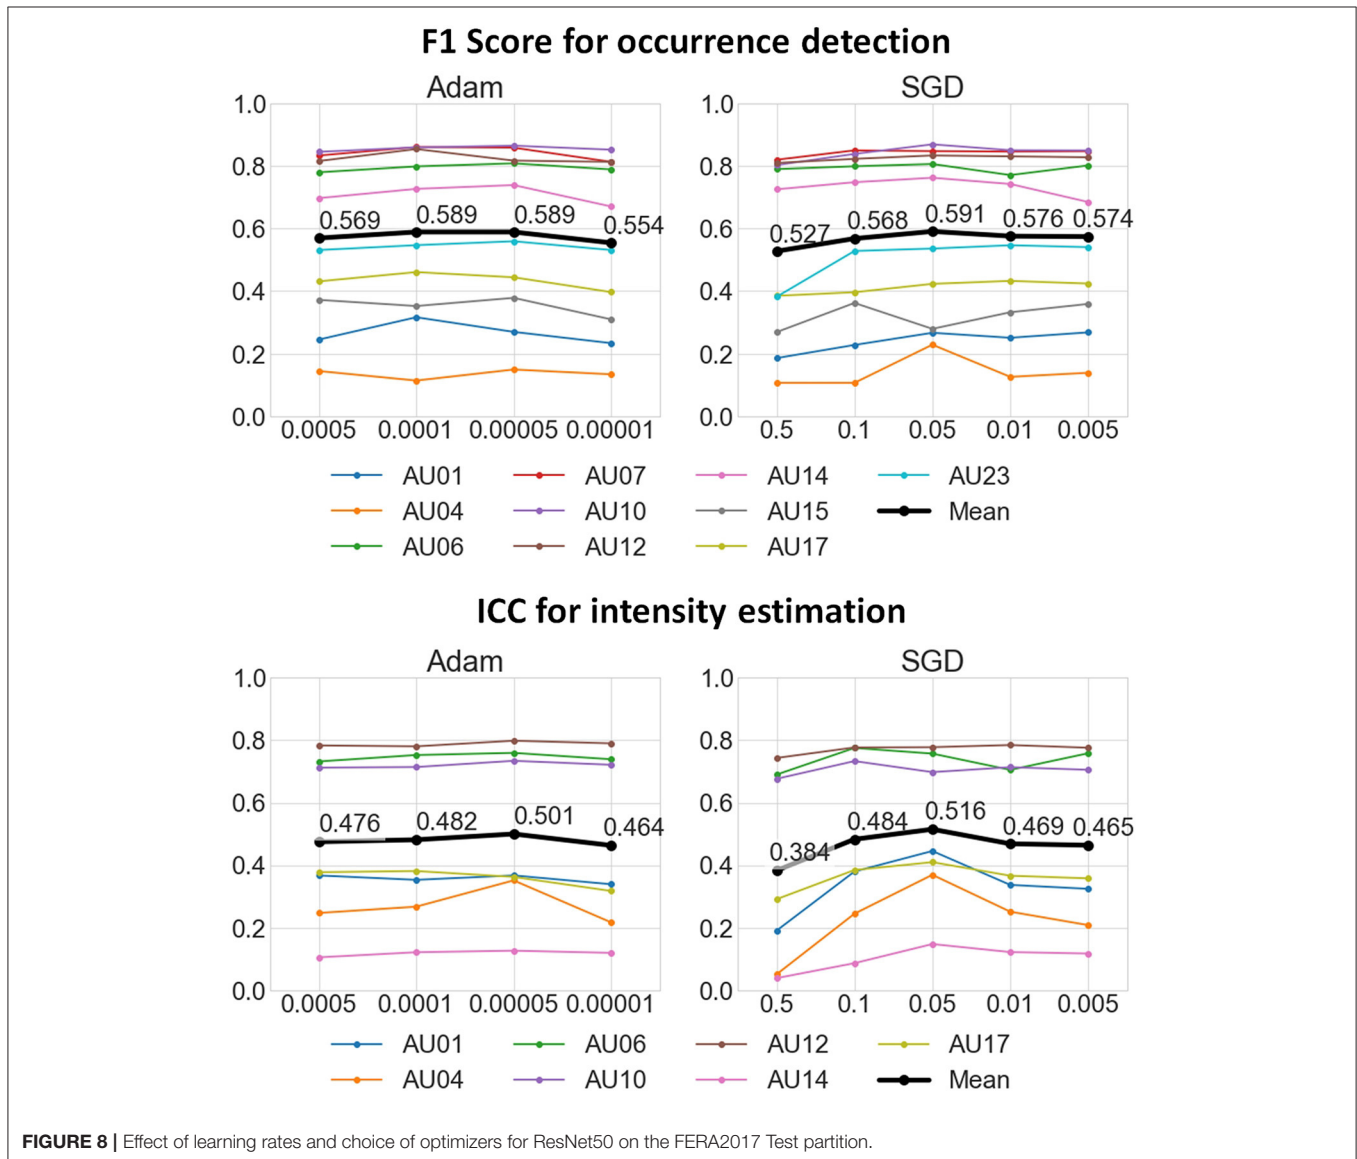 F1 Score for occurrence detection
Adam
SGD
1.0
0.8
0.6
0.4
0.2
0.0
0.569
0.589
0.589
0.554
0.0005 0.0001 0.00005 0.00001
1.0
0.8
0.6
0.4
0.2
0.0
0.527
0.568
0.591
0.576
0.574
0.5 0.1 0.05 0.01 0.005
AU01 AU07 AU14 AU23
AU04 AU10 AU15 Mean
AU06 AU12 AU17
ICC for intensity estimation
Adam
SGD
1.0
0.8
0.6
0.4
0.2
0.0
0.476
0.482
0.501
0.464
0.0005 0.0001 0.00005 0.00001
1.0
0.8
0.6
0.4
0.2
0.0
0.384
0.484
0.516
0.469
0.465
0.5 0.1 0.05 0.01 0.005
AU01 AU06 AU12 AU17
AU04 AU10 AU14 Mean
FIGURE 8 | Effect of learning rates and choice of optimizers for ResNet50 on the FERA2017 Test partition.